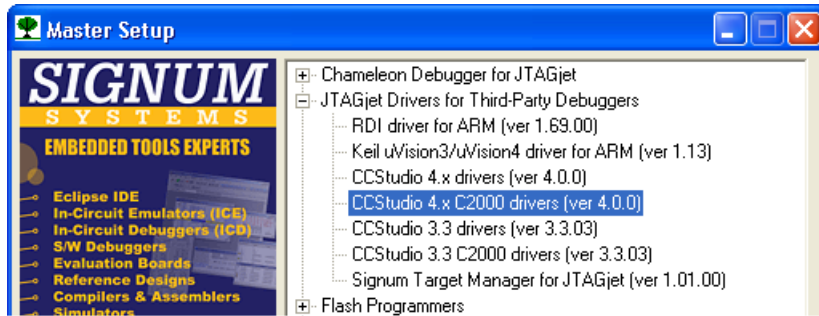 Master Setup
SIGNUM
SYSTEMS
EMBEDDED TOOLS EXPERTS
Eclipse IDE
In-Circuit Emulators (ICE)
In-Circuit Debuggers (ICD)
S/W Debuggers
Evaluation Boards
Reference Designs
Compilers & Assemblers
Simulators
Chameleon Debugger for JTAGjet
JTAGjet Drivers for Third-Party Debuggers
RDI driver for ARM (ver 1.69.00)
Keil uVision3/uVision4 driver for ARM (ver 1.13)
CCStudio 4.x drivers (ver 4.0.0)
CCStudio 4.x C2000 drivers (ver 4.0.0)
CCStudio 3.3 drivers (ver 3.3.03)
CCStudio 3.3 C2000 drivers (ver 3.3.03)
Signum Target Manager for JTAGjet (ver 1.01.00)
Flash Programmers